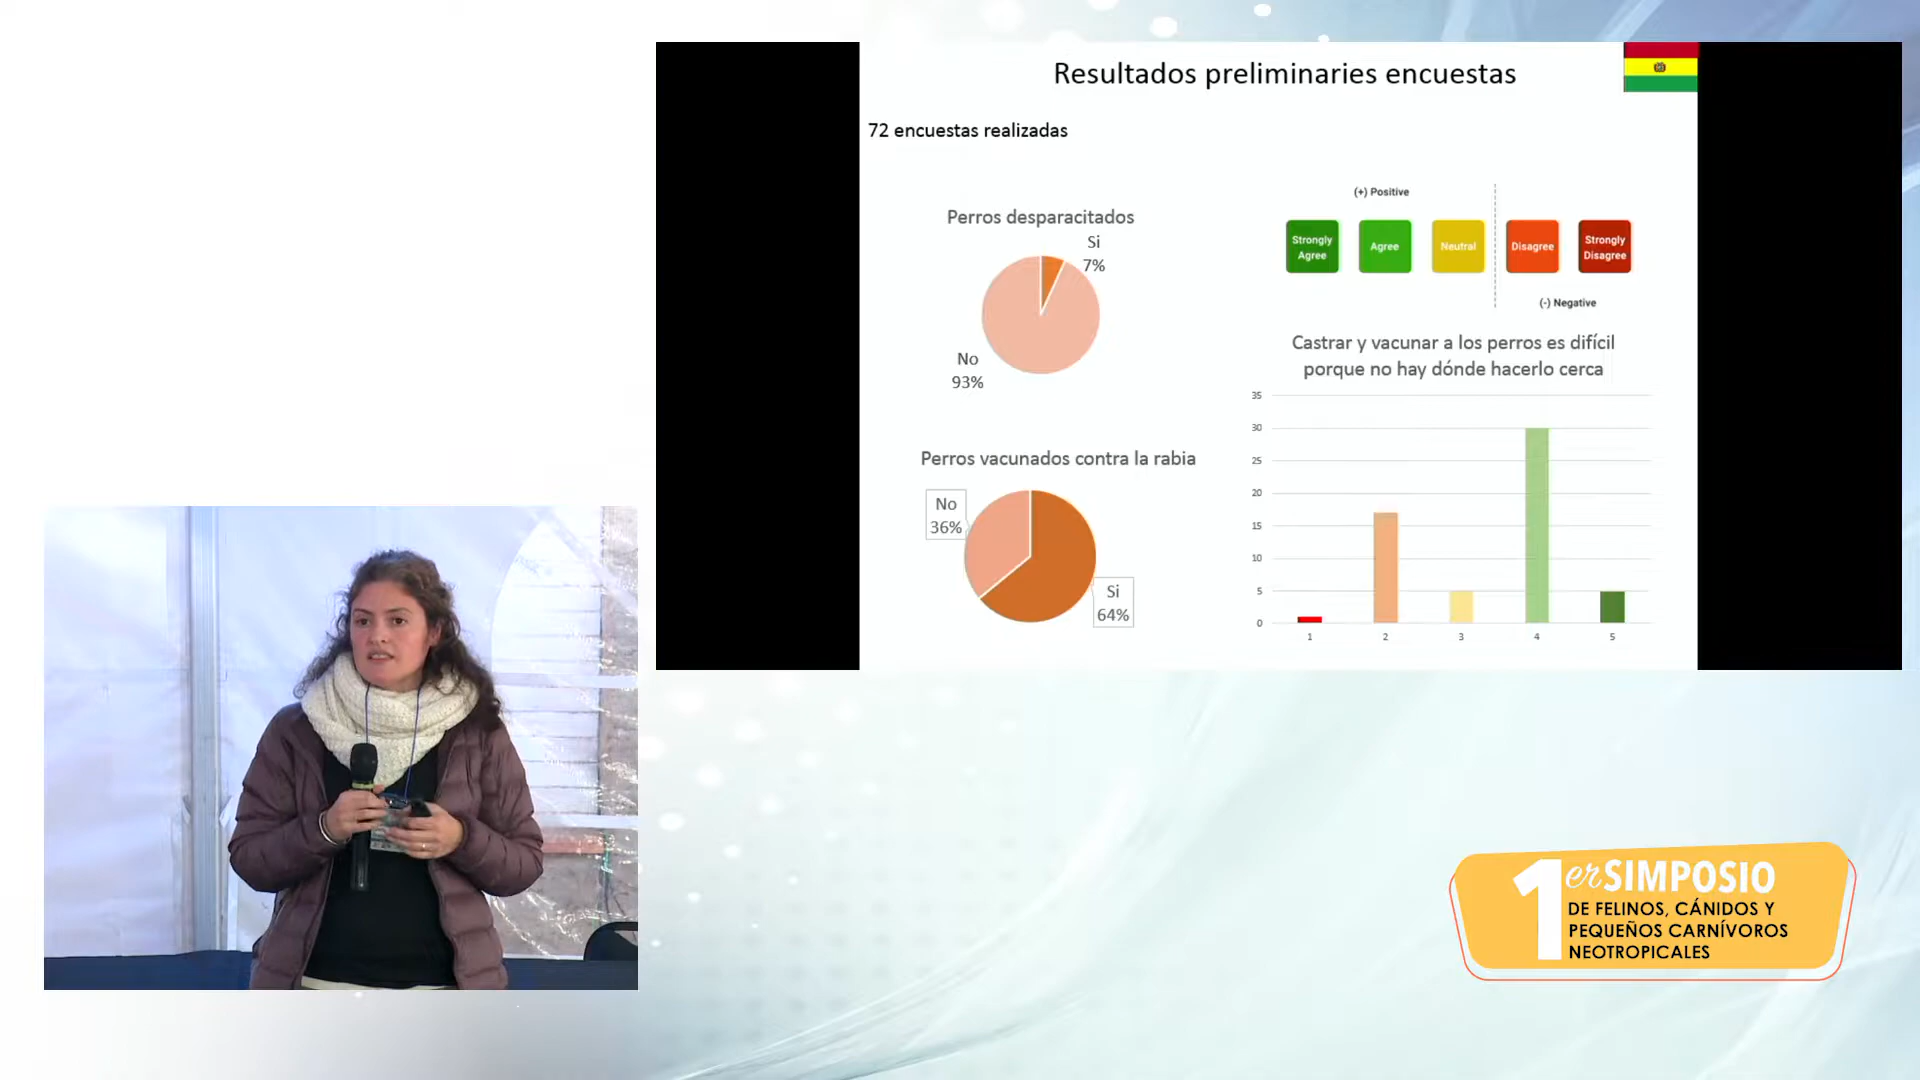 Resultados preliminaries encuestas
72 encuestas realizadas
Perros desparacitados
Si
7%
No
93%
Perros vacunados contra la rabia
No
36%
Si
64%
(+) Positive
Strongly
Agree
Agree
Neutral
Disagree
Strongly
Disagree
(-) Negative
Castrar y vacunar a los perros es difícil
porque no hay dónde hacerlo cerca
35
30
25
20
15
10
5
0
1
2
3
4
5
1er SIMPOSIO
DE FELINOS, CÁNIDOS Y
PEQUEÑOS CARNÍVOROS
NEOTROPICALES